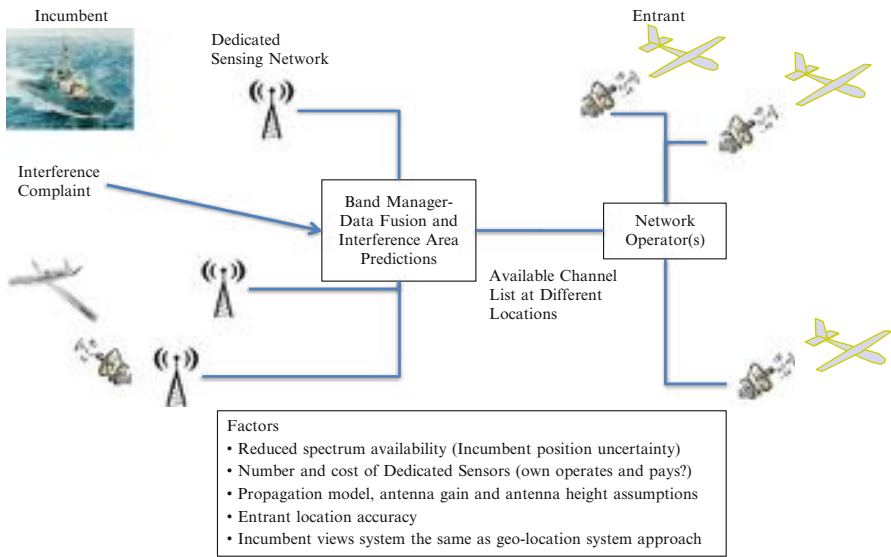 Incumbent
Entrant
Dedicated
Sensing Network
Interference
Complaint
Band Manager-
Data Fusion and
Interference Area
Predictions
Network
Operator(s)
Available Channel
List at Different
Locations
Factors
• Reduced spectrum availability (Incumbent position uncertainty)
• Number and cost of Dedicated Sensors (own operates and pays?)
• Propagation model, antenna gain and antenna height assumptions
• Entrant location accuracy
• Incumbent views system the same as geo-location system approach